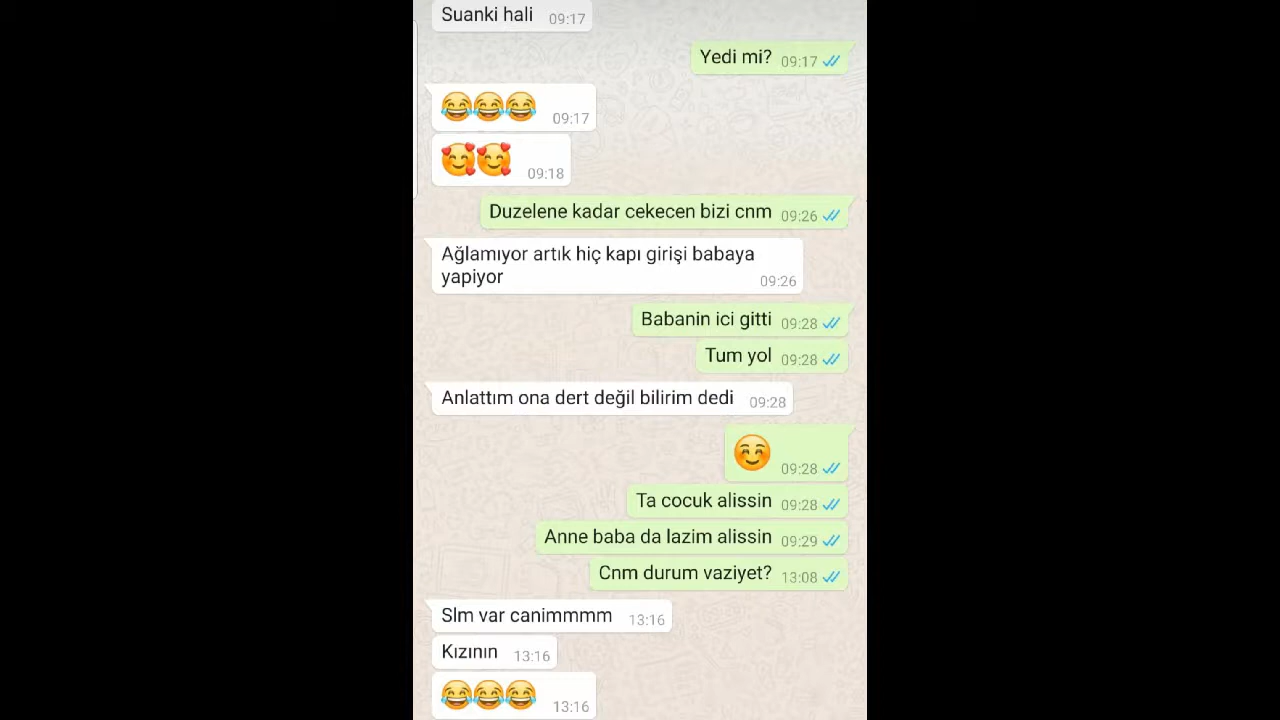 Suanki hali 09:17
Yedi mi? 09:17
😂😂😂 09:17
🥰🥰 09:18
Duzelene kadar cekecen bizi cnm 09:26
Ağlamıyor artık hiç kapı girişi babaya
yapiyor 09:26
Babanin ici gitti 09:28
Tum yol 09:28
Anlattım ona dert değil bilirim dedi 09:28
☺️ 09:28
Ta cocuk alissin 09:28
Anne baba da lazim alissin 09:29
Cnm durum vaziyet? 13:08
Slm var canimmmm 13:16
Kızının 13:16
😂😂😂 13:16